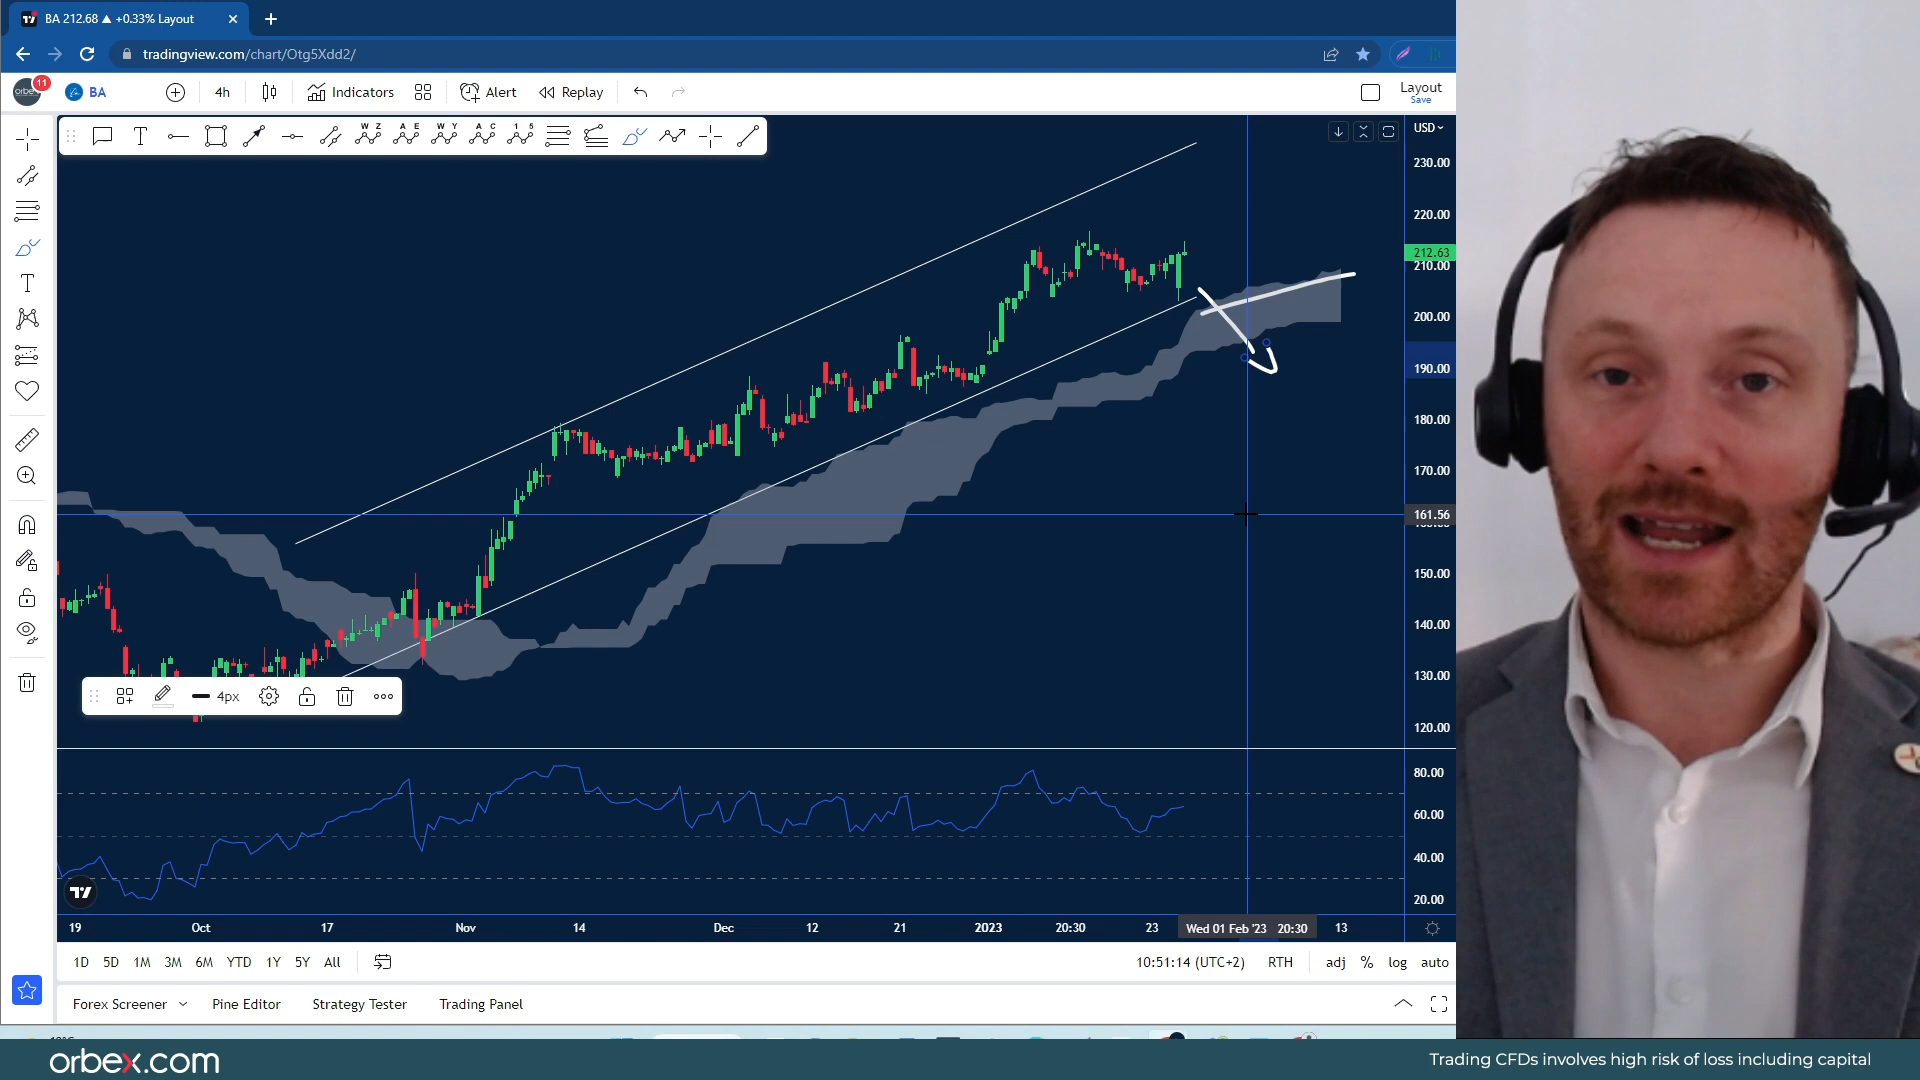 BA 212.68 ▲ +0.33% Layout
tradingview.com/chart/Otg5Xdd2/
orbex
11
BA
4h
Indicators
Alert
Replay
Layout
Save
T
W Z
A E
W Y
A C
1 5
USD
230.00
220.00
212.63
210.00
200.00
190.00
180.00
170.00
161.56
150.00
140.00
130.00
120.00
4px
80.00
60.00
40.00
20.00
19
Oct
17
Nov
14
Dec
12
21
2023
20:30
23
Wed 01 Feb '23 20:30
13
1D 5D 1M 3M 6M YTD 1Y 5Y All
10:51:14 (UTC+2) RTH adj % log auto
Forex Screener Pine Editor Strategy Tester Trading Panel
orbex.com
Trading CFDs involves high risk of loss including capital